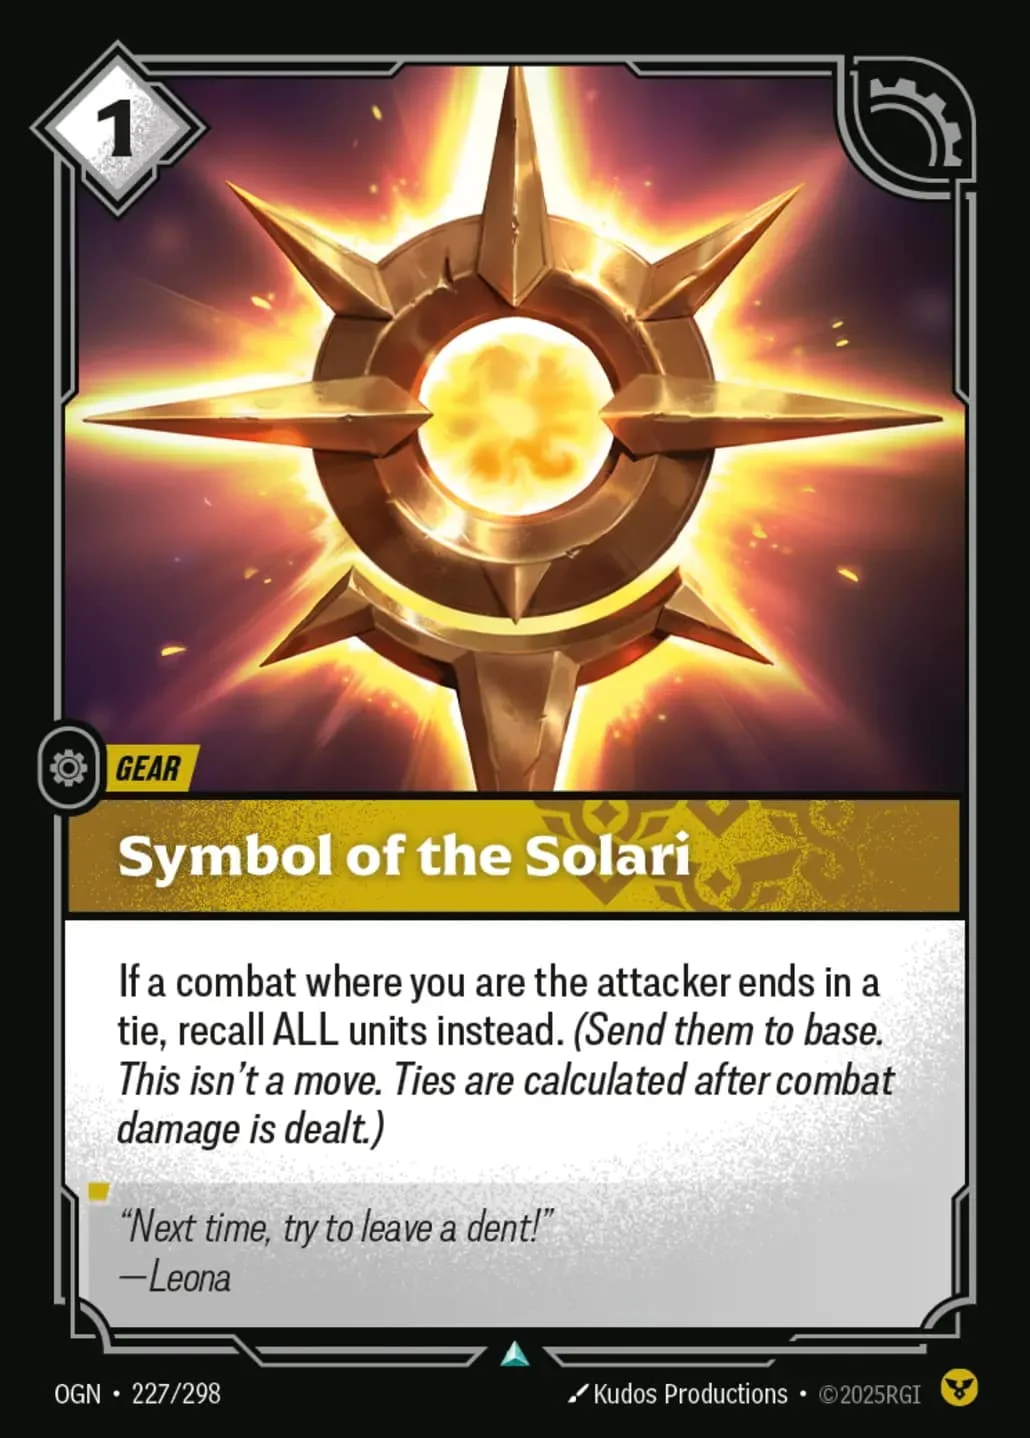 1
GEAR
Symbol of the Solari
If a combat where you are the attacker ends in a
tie, recall ALL units instead. (Send them to base.
This isn’t a move. Ties are calculated after combat
damage is dealt.)
“Next time, try to leave a dent!”
—Leona
OGN • 227/298
Kudos Productions • ©2025RGI